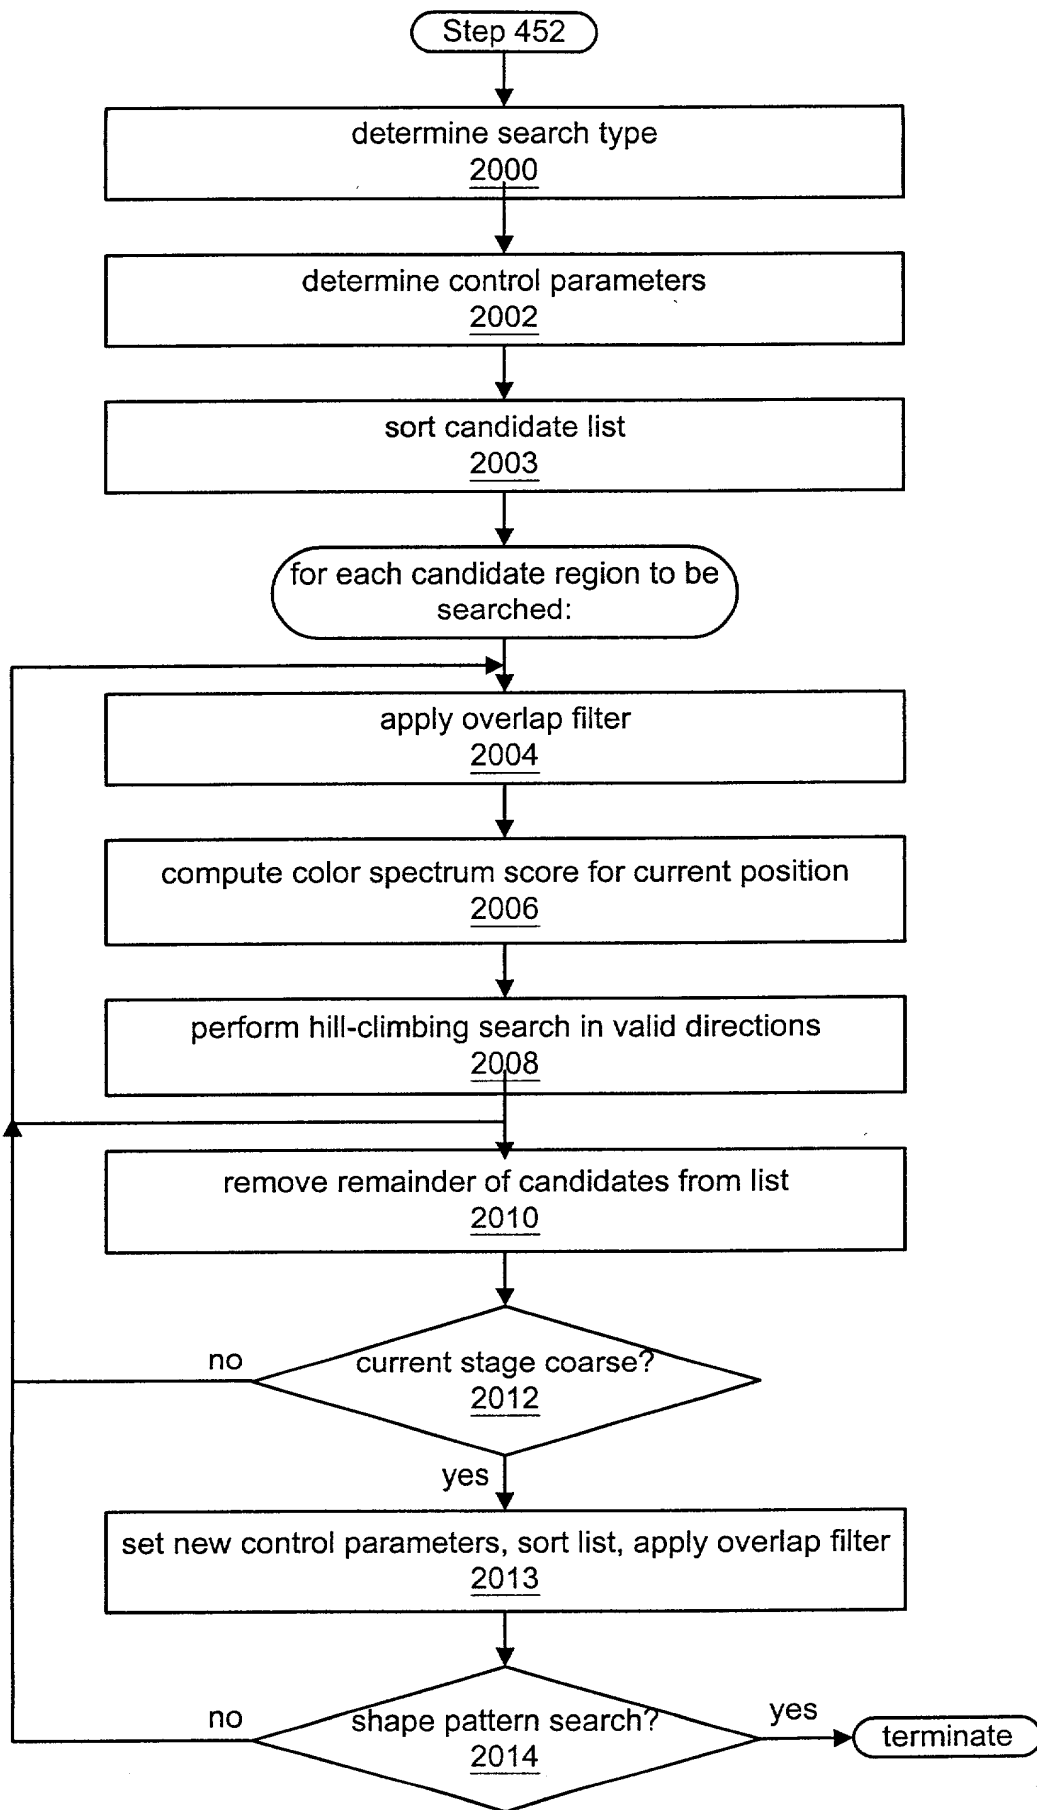 Step 452
determine search type
2000
determine control parameters
2002
sort candidate list
2003
for each candidate region to be
searched:
apply overlap filter
2004
compute color spectrum score for current position
2006
perform hill-climbing search in valid directions
2008
remove remainder of candidates from list
2010
no
current stage coarse?
2012
yes
set new control parameters, sort list, apply overlap filter
2013
no
shape pattern search?
2014
yes
terminate